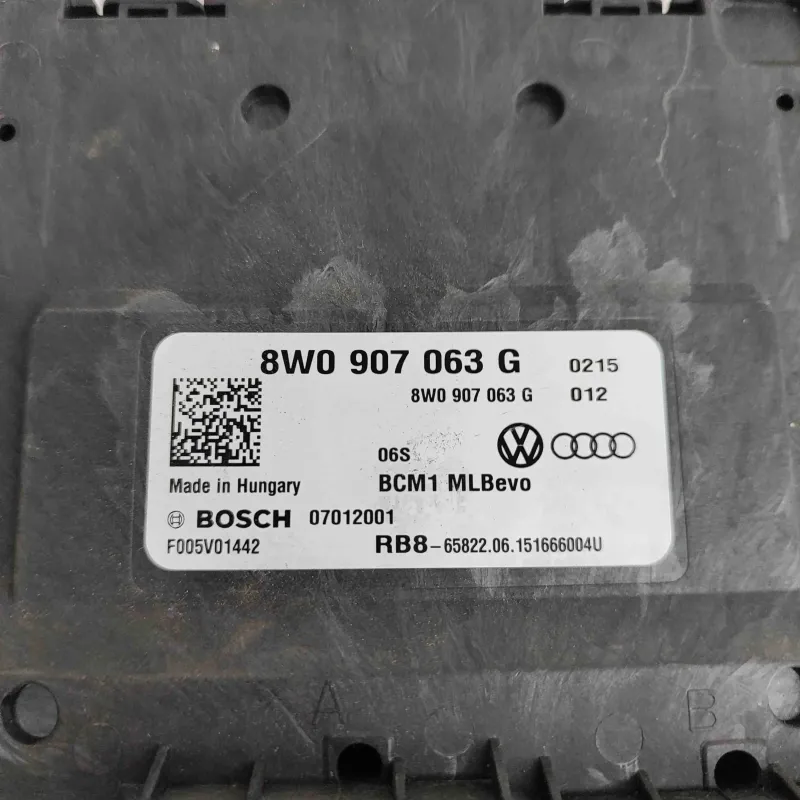 8W0 907 063 G 0215
8W0 907 063 G 012
06S
Made in Hungary BCM1 MLBevo
BOSCH 07012001
F005V01442 RB8-65822.06.151666004U
A B